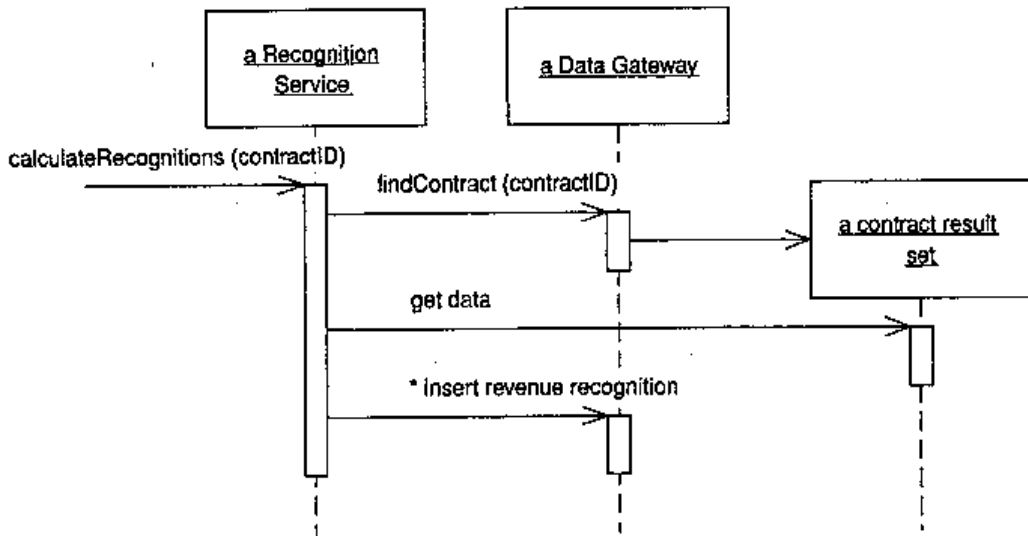 a Recognition
Service
a Data Gateway
calculateRecognitions (contractID)
findContract (contractID)
a contract result
set
get data
* insert revenue recognition